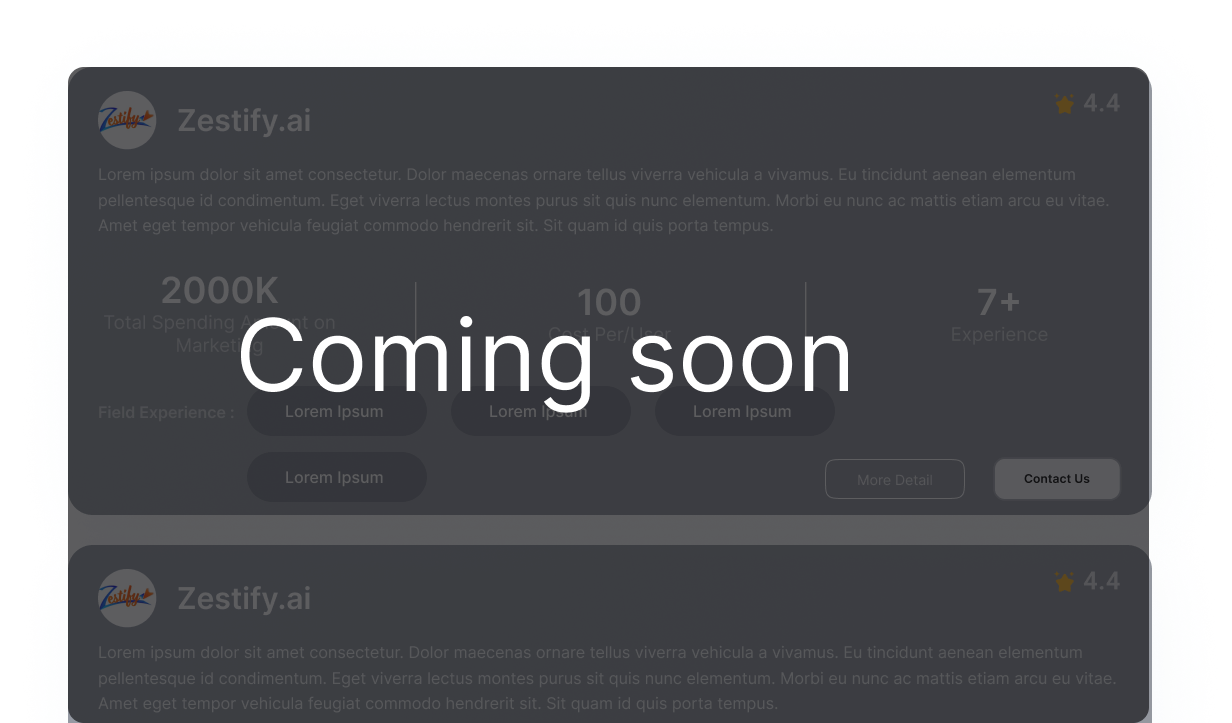 Zestify
Zestify.ai
4.4
Lorem ipsum dolor sit amet consectetur. Dolor maecenas ornare tellus viverra vehicula a vivamus. Eu tincidunt aenean elementum
pellentesque id condimentum. Eget viverra lectus montes purus sit quis nunc elementum. Morbi eu nunc ac mattis etiam arcu eu vitae.
Amet eget tempor vehicula feugiat commodo hendrerit sit. Sit quam id quis porta tempus.
2000K
Total Spending Amount on
Marketing
100
Cost Per/User
7+
Experience
Coming soon
Field Experience :
Lorem Ipsum
Lorem Ipsum
Lorem Ipsum
Lorem Ipsum
More Detail
Contact Us
Zestify
Zestify.ai
4.4
Lorem ipsum dolor sit amet consectetur. Dolor maecenas ornare tellus viverra vehicula a vivamus. Eu tincidunt aenean elementum
pellentesque id condimentum. Eget viverra lectus montes purus sit quis nunc elementum. Morbi eu nunc ac mattis etiam arcu eu vitae.
Amet eget tempor vehicula feugiat commodo hendrerit sit. Sit quam id quis porta tempus.